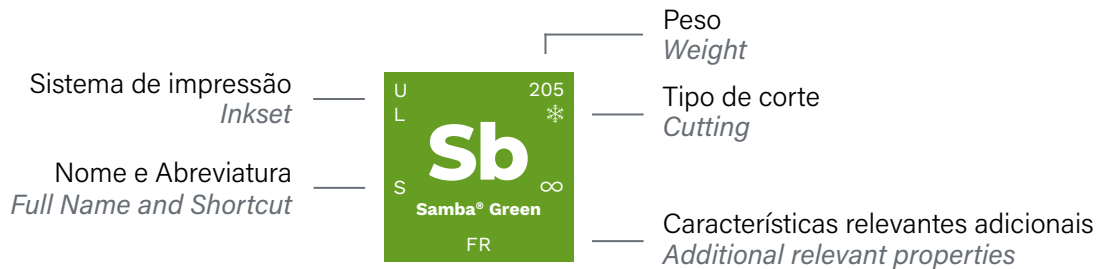 Peso
Weight
Sistema de impressão
Inkset
U 205
L ❄
Tipo de corte
Cutting
Sb
Nome e Abreviatura
Full Name and Shortcut
S ∞
Samba® Green
FR
Características relevantes adicionais
Additional relevant properties